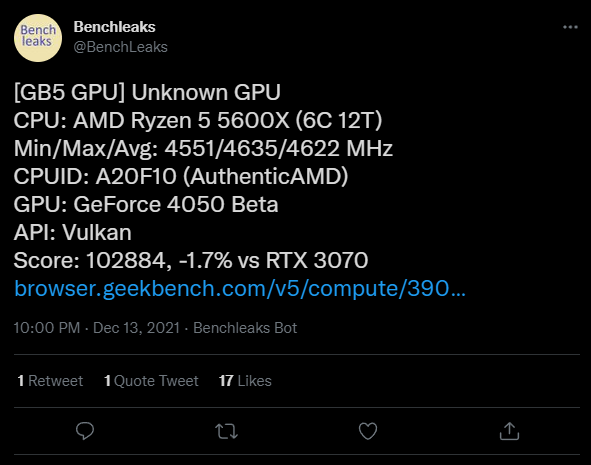 Bench
leaks
Benchleaks
@BenchLeaks
[GB5 GPU] Unknown GPU
CPU: AMD Ryzen 5 5600X (6C 12T)
Min/Max/Avg: 4551/4635/4622 MHz
CPUID: A20F10 (AuthenticAMD)
GPU: GeForce 4050 Beta
API: Vulkan
Score: 102884, -1.7% vs RTX 3070
browser.geekbench.com/v5/compute/390...
10:00 PM · Dec 13, 2021 · Benchleaks Bot
1 Retweet 1 Quote Tweet 17 Likes